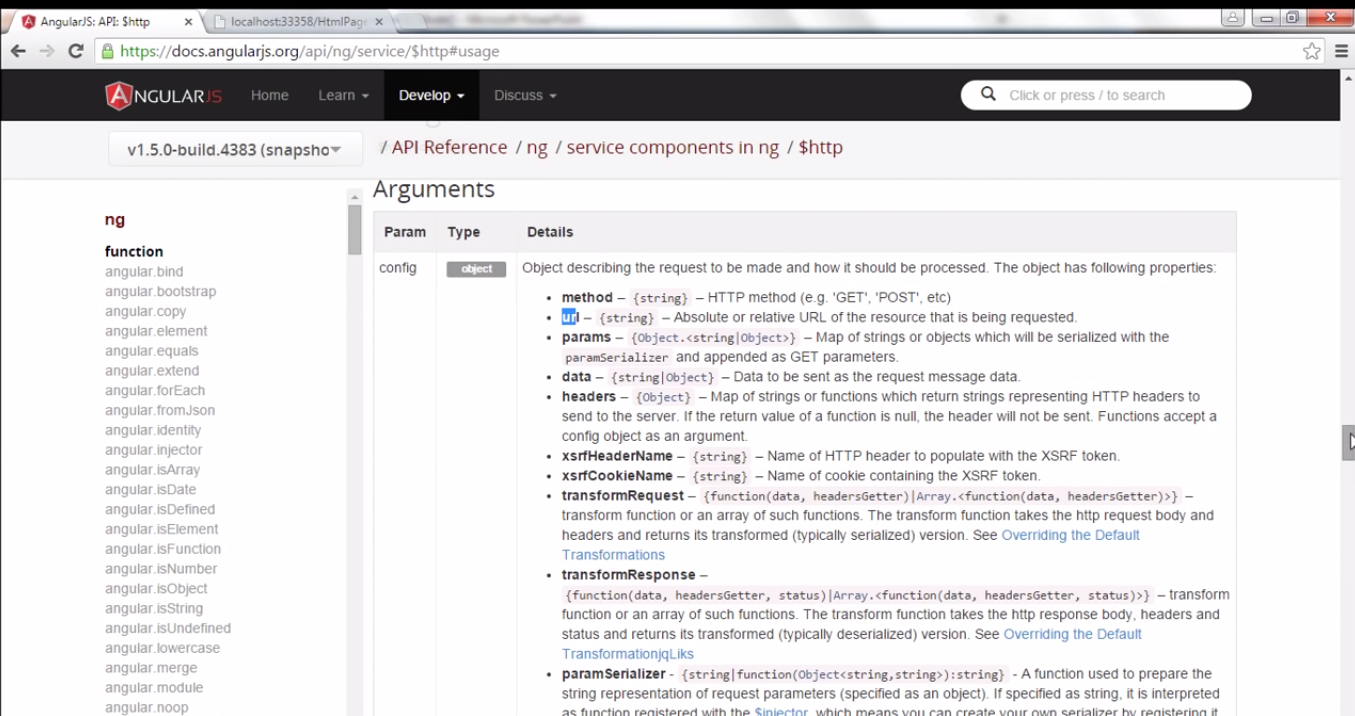 AngularJS: API: $http
localhost:33358/HtmlPage
https://docs.angularjs.org/api/ng/service/$http#usage
ANGULARJS Home Learn Develop Discuss Click or press / to search
v1.5.0-build.4383 (snapsho
/ API Reference / ng / service components in ng / $http
ng
function
angular.bind
angular.bootstrap
angular.copy
angular.element
angular.equals
angular.extend
angular.forEach
angular.fromJson
angular.identity
angular.injector
angular.isArray
angular.isDate
angular.isDefined
angular.isElement
angular.isFunction
angular.isNumber
angular.isObject
angular.isString
angular.isUndefined
angular.lowercase
angular.merge
angular.module
angular.noop
Arguments
Param Type Details
config object Object describing the request to be made and how it should be processed. The object has following properties:
• method – {string} – HTTP method (e.g. 'GET', 'POST', etc)
• url – {string} – Absolute or relative URL of the resource that is being requested.
• params – {Object.<string|Object>} – Map of strings or objects which will be serialized with the
paramSerializer and appended as GET parameters.
• data – {string|Object} – Data to be sent as the request message data.
• headers – {Object} – Map of strings or functions which return strings representing HTTP headers to
send to the server. If the return value of a function is null, the header will not be sent. Functions accept a
config object as an argument.
• xsrfHeaderName – {string} – Name of HTTP header to populate with the XSRF token.
• xsrfCookieName – {string} – Name of cookie containing the XSRF token.
• transformRequest – {function(data, headersGetter)|Array.<function(data, headersGetter)>} –
transform function or an array of such functions. The transform function takes the http request body and
headers and returns its transformed (typically serialized) version. See Overriding the Default
Transformations
• transformResponse –
{function(data, headersGetter, status)|Array.<function(data, headersGetter, status)>} – transform
function or an array of such functions. The transform function takes the http response body, headers and
status and returns its transformed (typically deserialized) version. See Overriding the Default
TransformationjqLiks
• paramSerializer - {string|function(Object<string,string>):string} - A function used to prepare the
string representation of request parameters (specified as an object). If specified as string, it is interpreted
as function registered with the $injector, which means you can create your own serializer by registering it